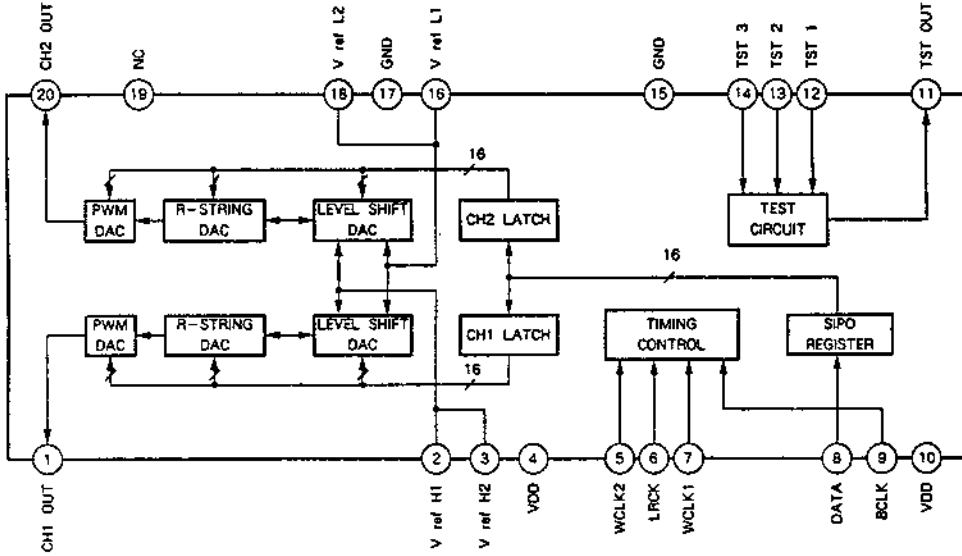 CH2 OUT
NC
V ref L2
GND
V ref L1
GND
TST 3
TST 2
TST 1
TST OUT
20
19
18
17
16
15
14
13
12
11
16
PWM
DAC
R-STRING
DAC
LEVEL SHIFT
DAC
CH2 LATCH
TEST
CIRCUIT
16
PWM
DAC
R-STRING
DAC
LEVEL SHIFT
DAC
CH1 LATCH
TIMING
CONTROL
SIPO
REGISTER
16
1
2
3
4
5
6
7
8
9
10
CH1 OUT
V ref H1
V ref H2
VDD
WCLK2
LRCK
WCLK1
DATA
BCLK
VDD